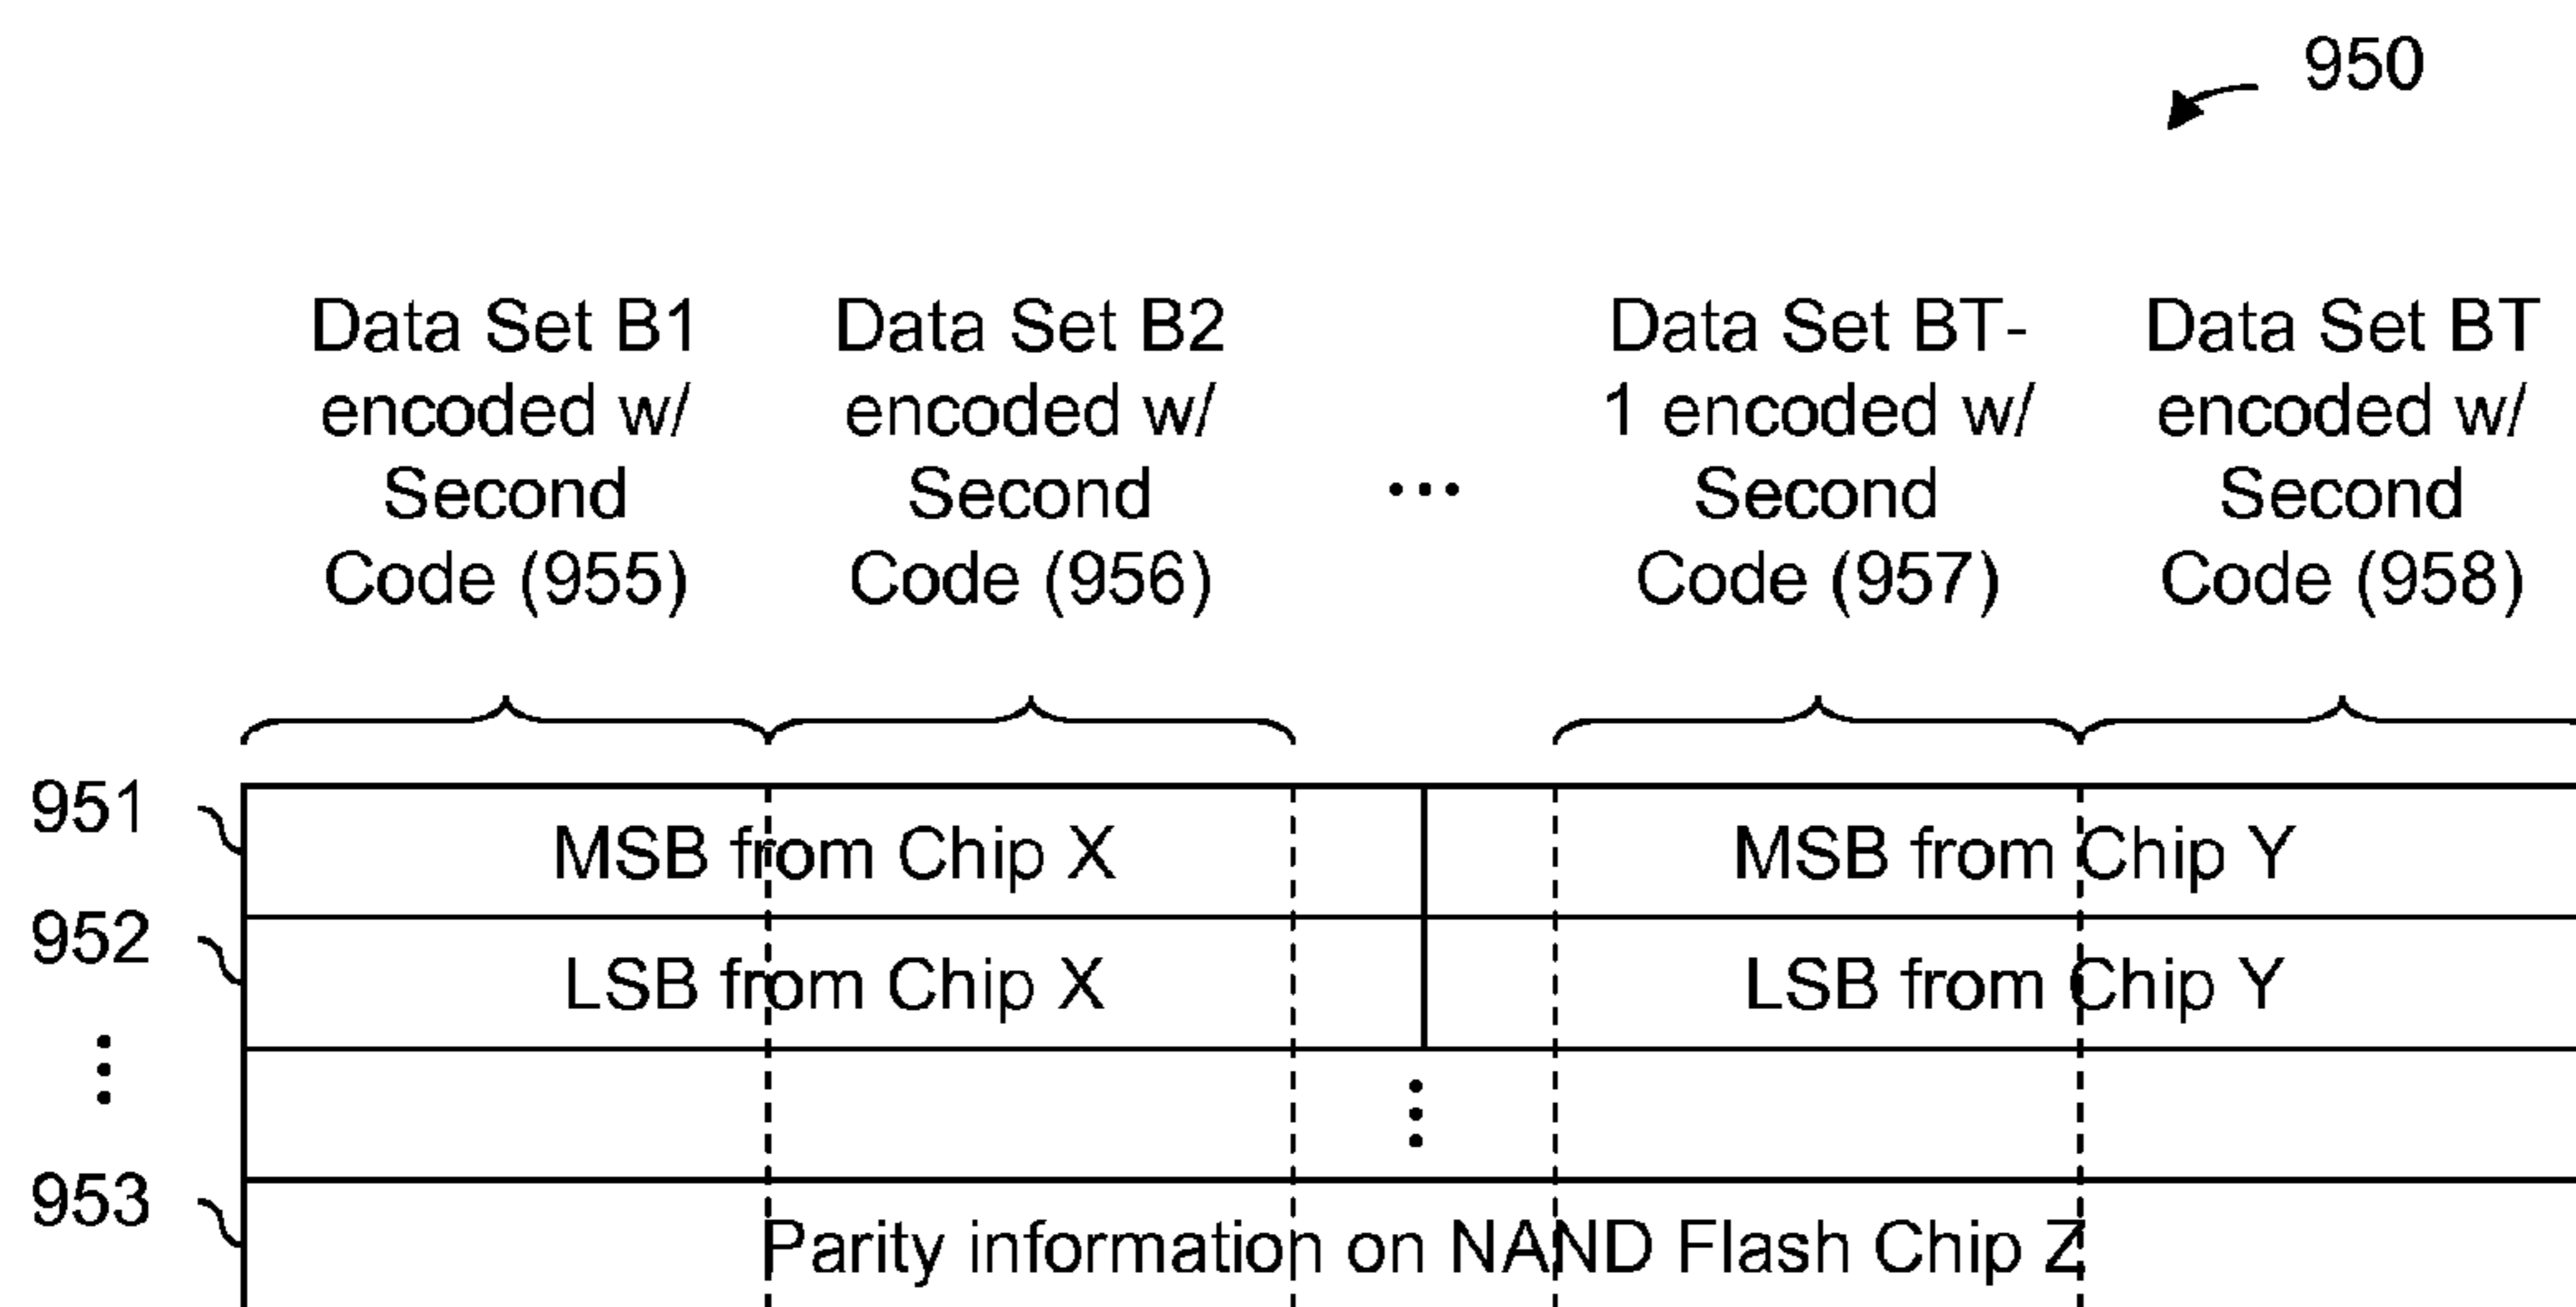 950
Data Set B1
encoded w/
Second
Code (955)
Data Set B2
encoded w/
Second
Code (956)
...
Data Set BT-
1 encoded w/
Second
Code (957)
Data Set BT
encoded w/
Second
Code (958)
951
MSB from Chip X
MSB from Chip Y
952
LSB from Chip X
LSB from Chip Y
953
Parity information on NAND Flash Chip Z